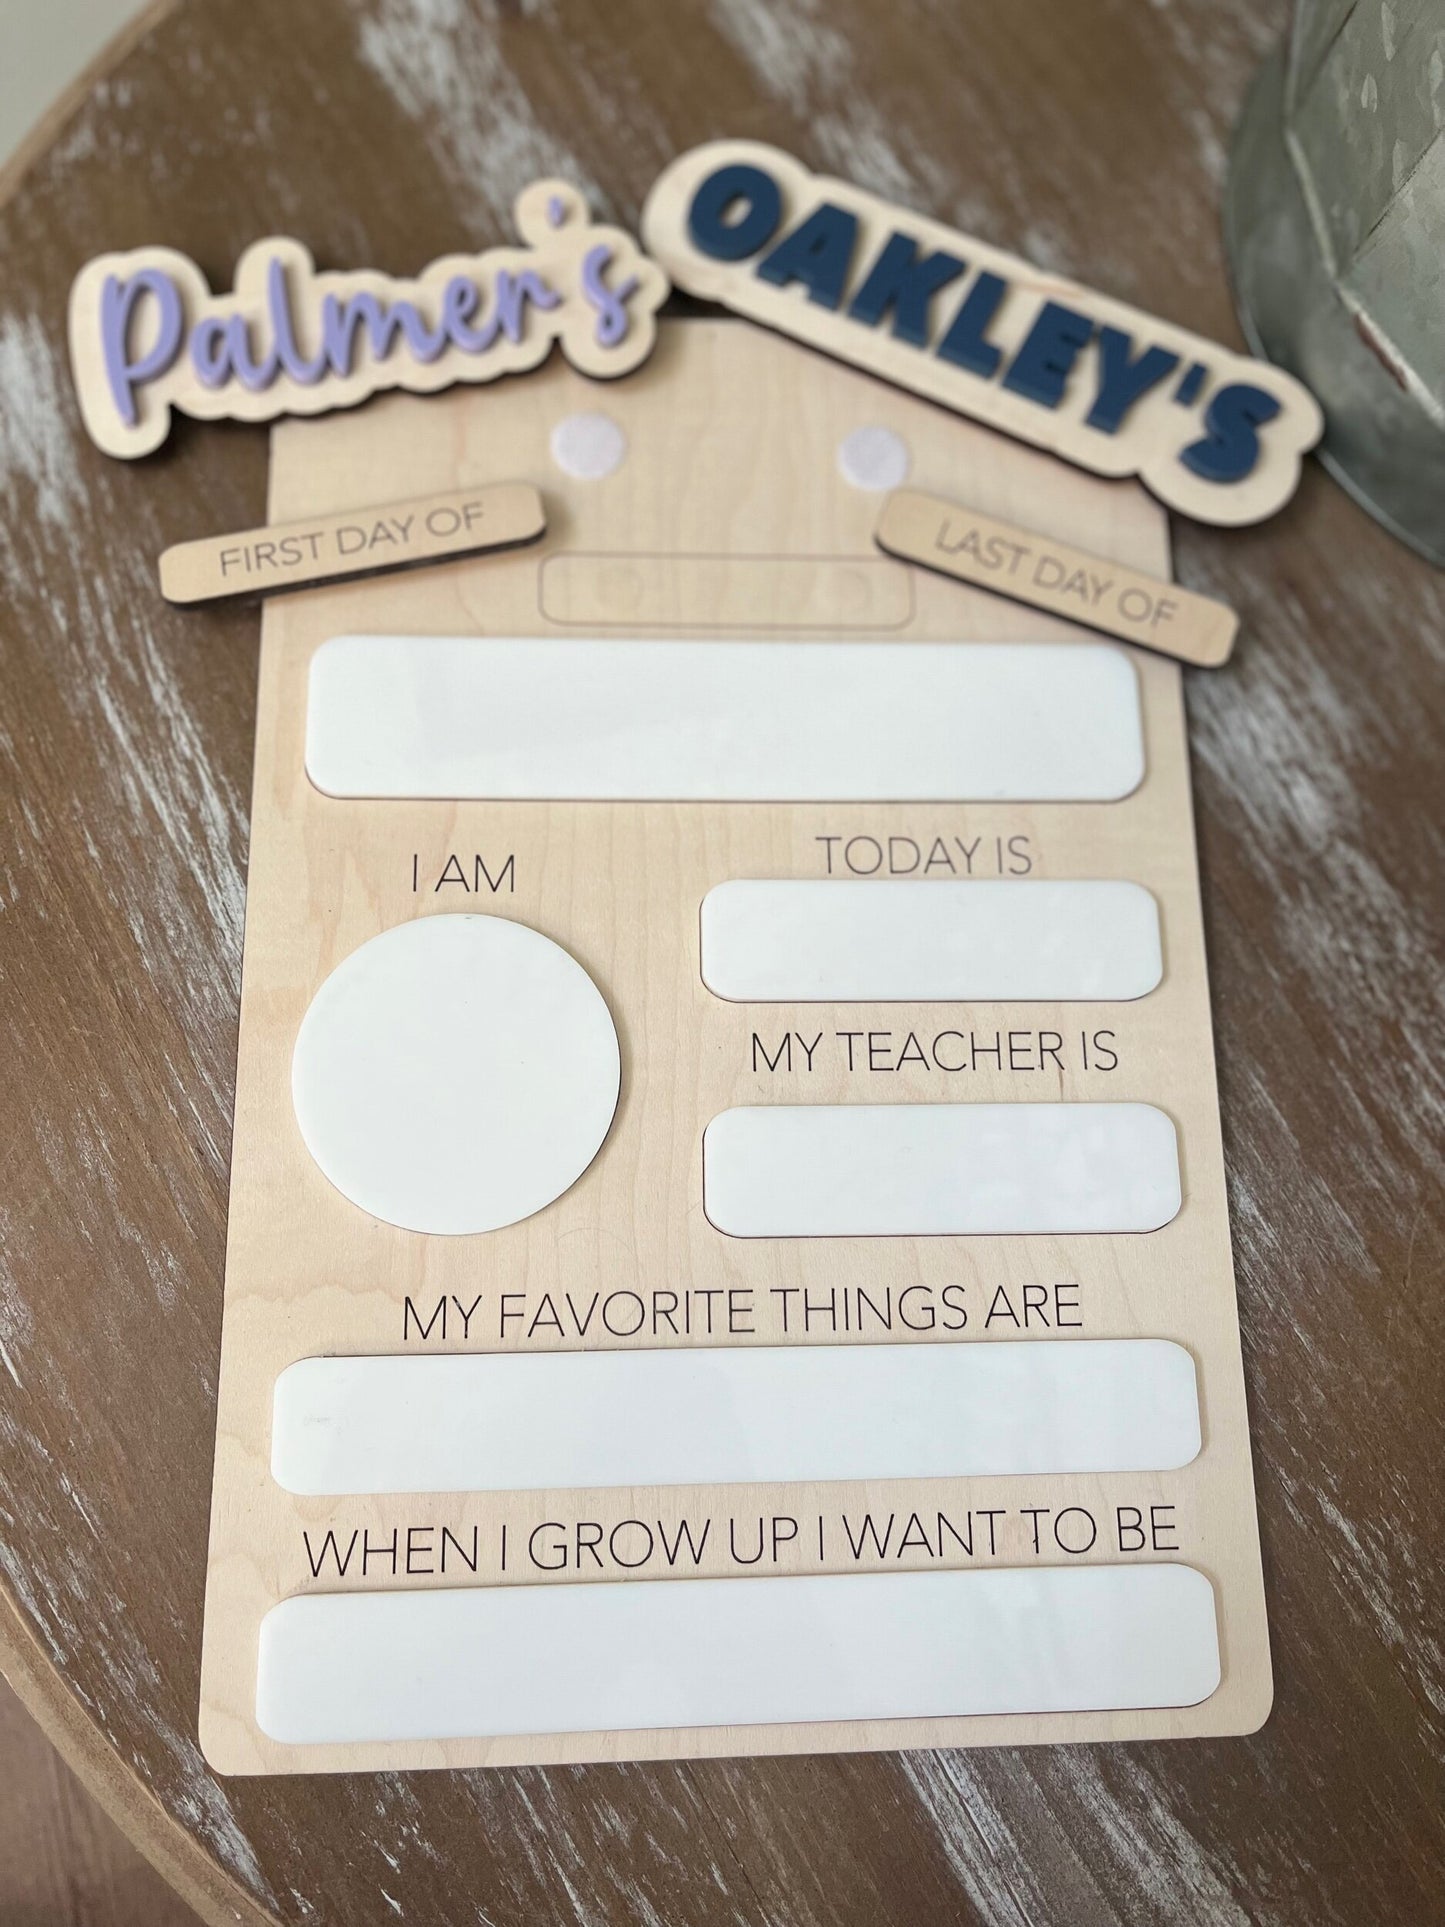 Palmer's
OAKLEY'S
FIRST DAY OF
LAST DAY OF
I AM
TODAY IS
MY TEACHER IS
MY FAVORITE THINGS ARE
WHEN I GROW UP I WANT TO BE